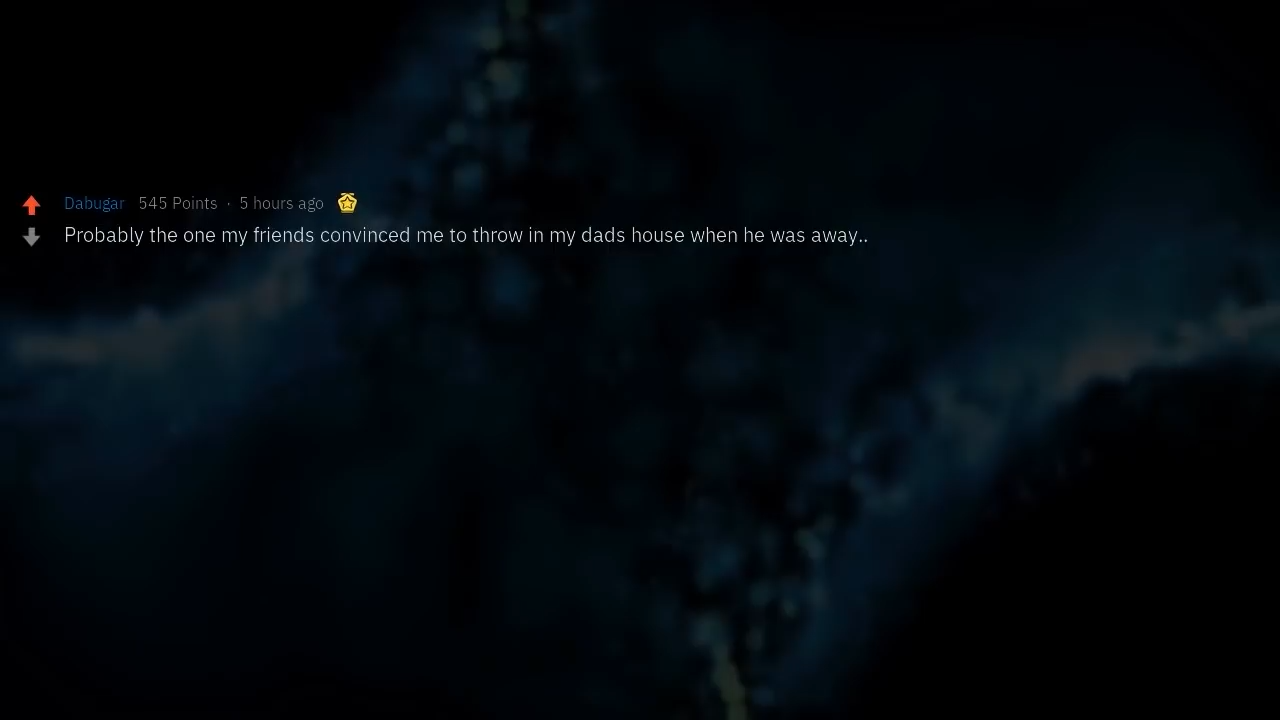 Dabugar 545 Points · 5 hours ago
Probably the one my friends convinced me to throw in my dads house when he was away..